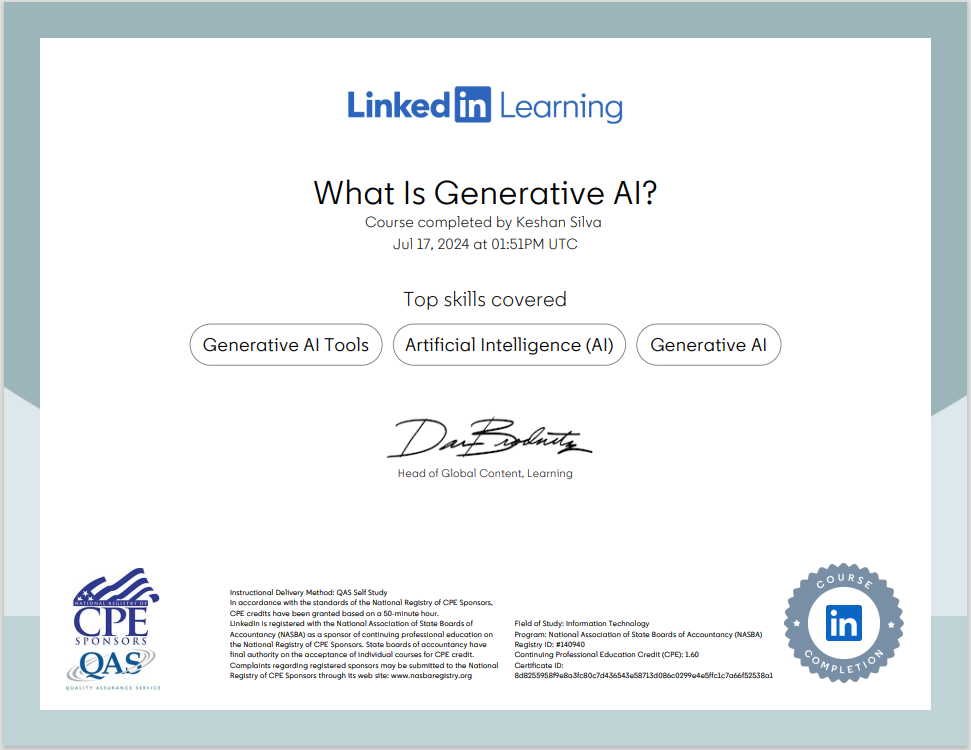 Linked in Learning
What Is Generative AI?
Course completed by Keshan Silva
Jul 17, 2024 at 01:51PM UTC
Top skills covered
Generative AI Tools
Artificial Intelligence (AI)
Generative AI
Dan Brodnitz
Head of Global Content, Learning
NATIONAL REGISTRY OF
CPE
SPONSORS
QAS
QUALITY ASSURANCE SERVICE
Instructional Delivery Method: QAS Self Study
In accordance with the standards of the National Registry of CPE Sponsors,
CPE credits have been granted based on a 50-minute hour.
LinkedIn is registered with the National Association of State Boards of
Accountancy (NASBA) as a sponsor of continuing professional education on
the National Registry of CPE Sponsors. State boards of accountancy have
final authority on the acceptance of individual courses for CPE credit.
Complaints regarding registered sponsors may be submitted to the National
Registry of CPE Sponsors through its web site: www.nasbaregistry.org
Field of Study: Information Technology
Program: National Association of State Boards of Accountancy (NASBA)
Registry ID: #140940
Continuing Professional Education Credit (CPE): 1.60
Certificate ID:
8d8255958f9e8a3fc80c7d436543e58713d086c0299e4e5ffc1c7a66f52538a1
COURSE
in
COMPLETION